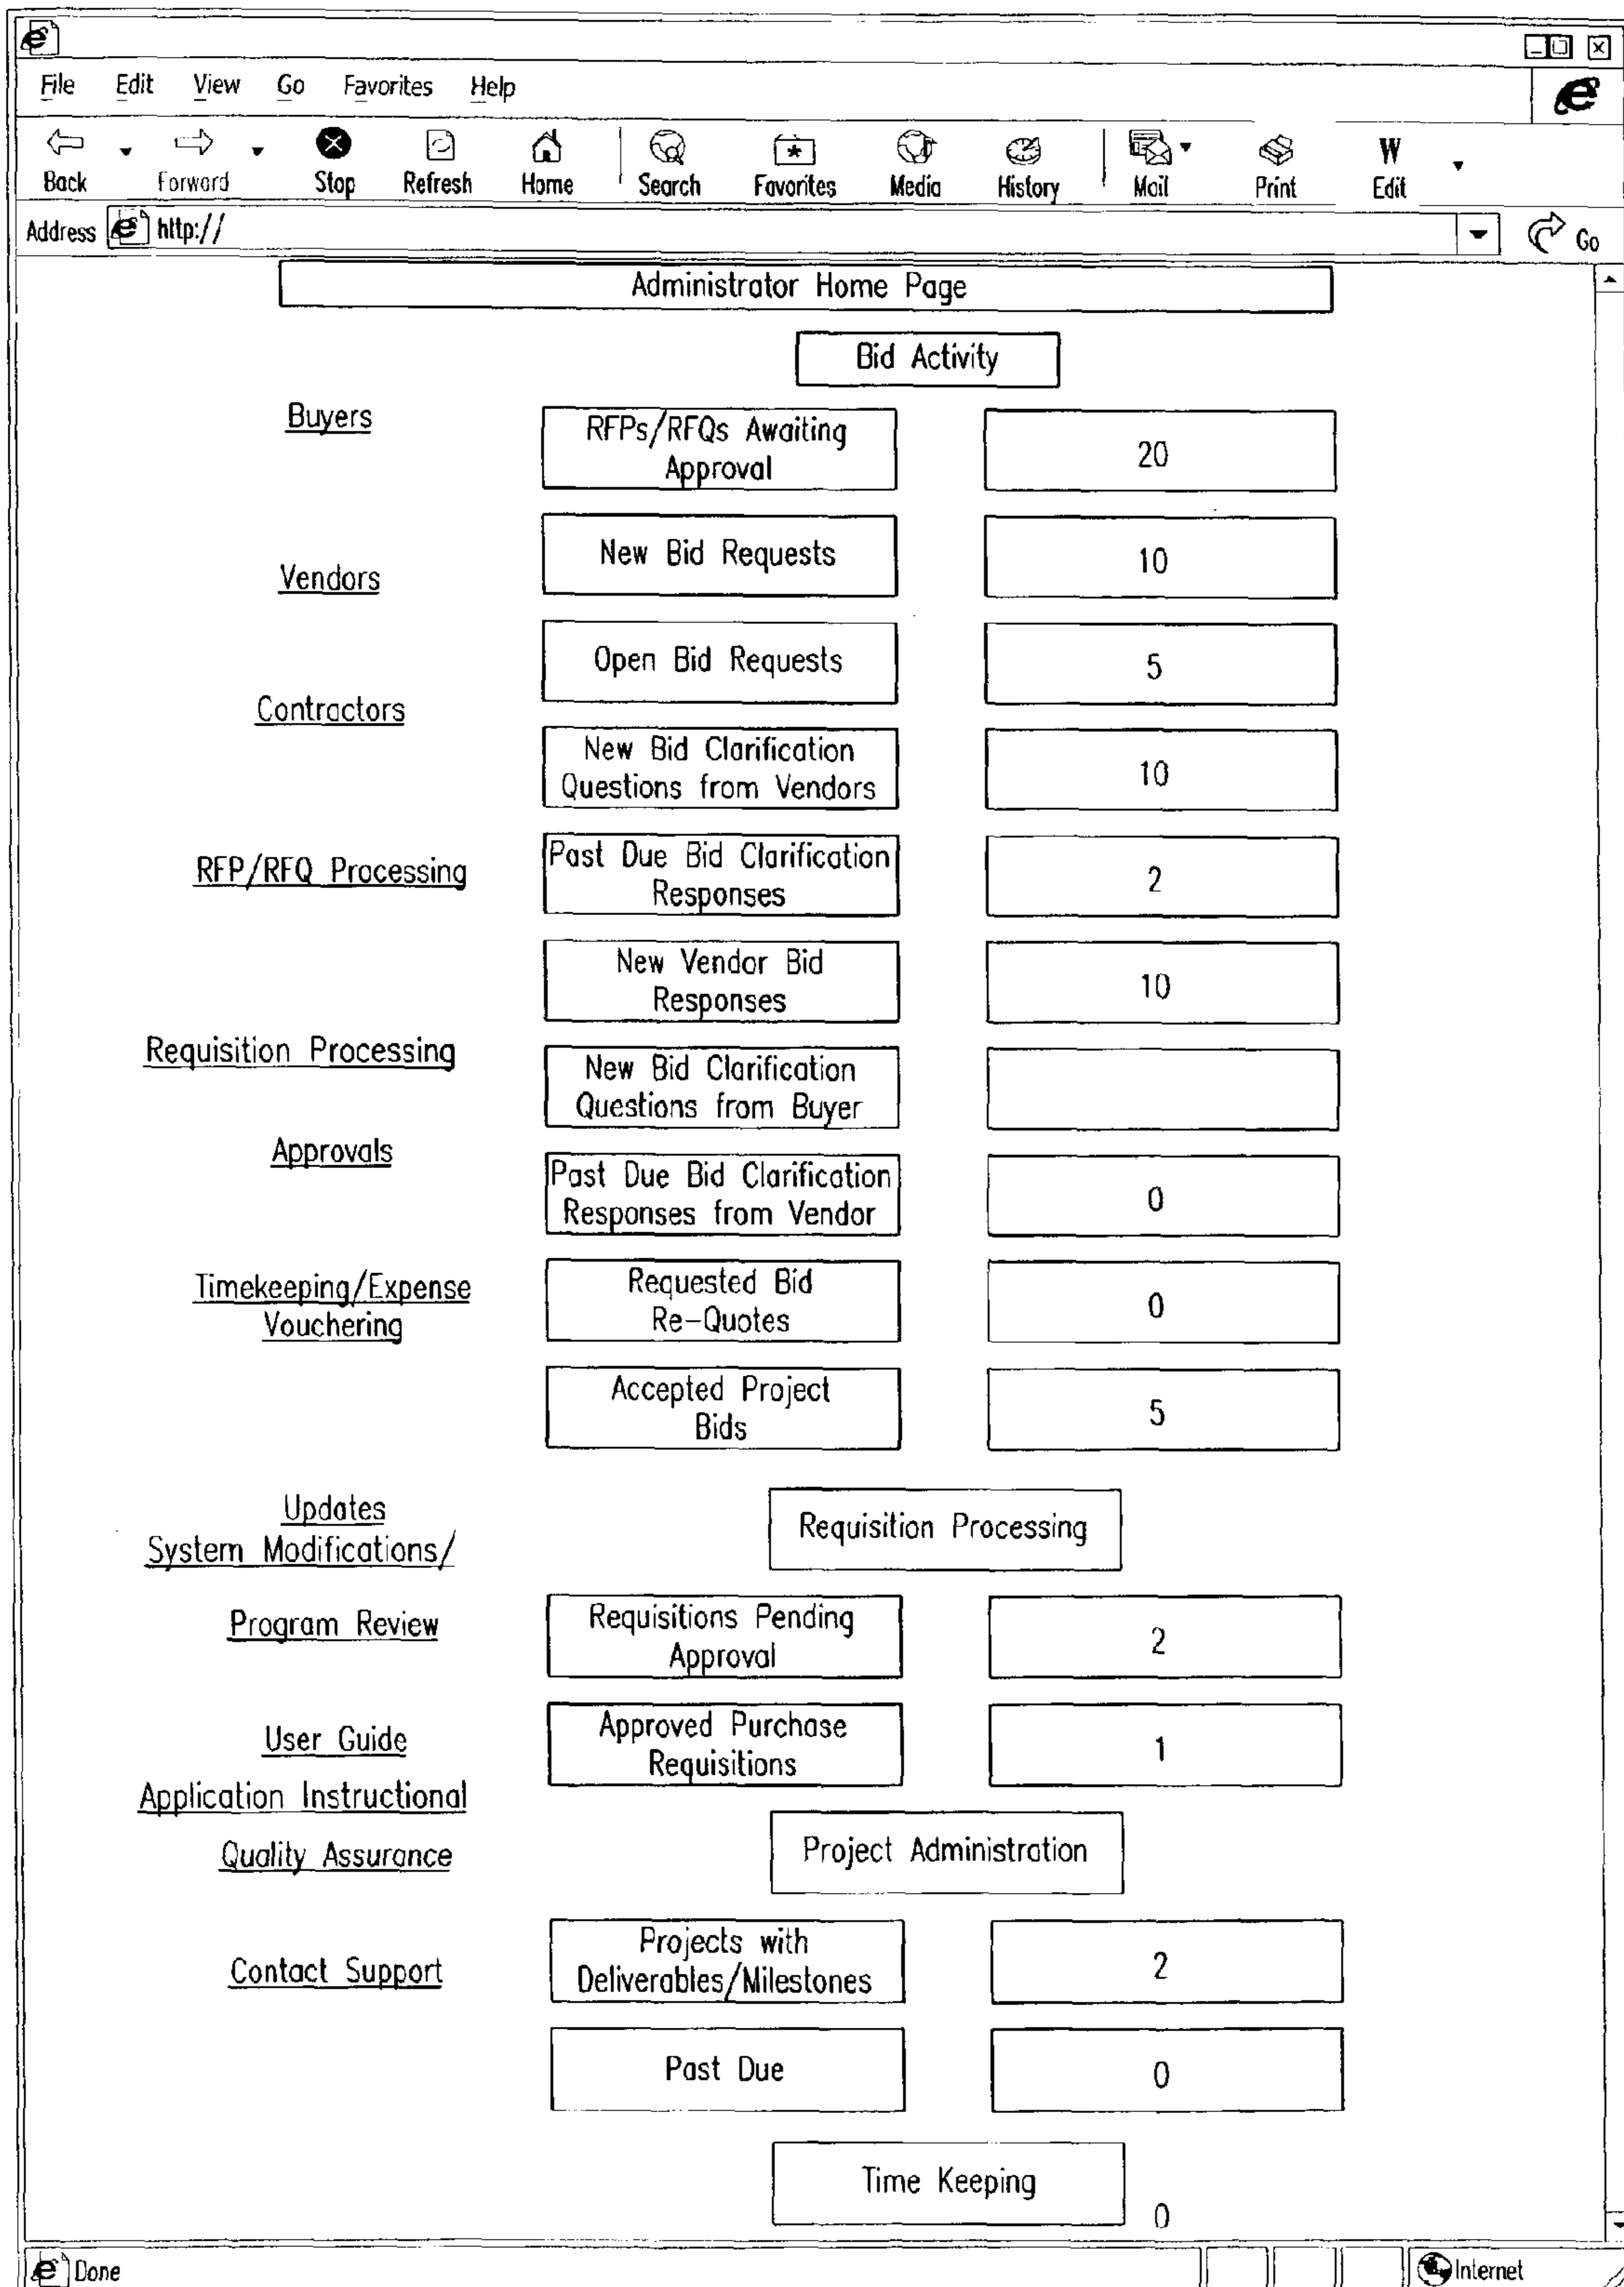 File Edit View Go Favorites Help
Back Forward Stop Refresh Home Search Favorites Media History Mail Print Edit
Address http:// Go
Administrator Home Page
Bid Activity
Buyers
RFPs/RFQs Awaiting
Approval
20
Vendors
New Bid Requests
10
Open Bid Requests
5
Contractors
New Bid Clarification
Questions from Vendors
10
RFP/RFQ Processing
Past Due Bid Clarification
Responses
2
New Vendor Bid
Responses
10
Requisition Processing
New Bid Clarification
Questions from Buyer
Approvals
Past Due Bid Clarification
Responses from Vendor
0
Timekeeping/Expense
Vouchering
Requested Bid
Re-Quotes
0
Accepted Project
Bids
5
Updates
System Modifications/
Requisition Processing
Program Review
Requisitions Pending
Approval
2
User Guide
Approved Purchase
Requisitions
1
Application Instructional
Quality Assurance
Project Administration
Contact Support
Projects with
Deliverables/Milestones
2
Past Due
0
Time Keeping
0
Done Internet